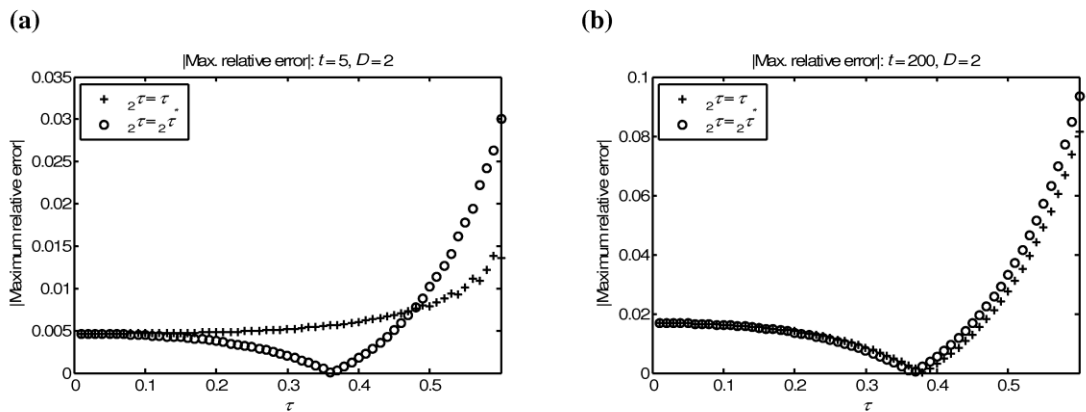 (a)
|Max. relative error|: t=5, D=2
|Maximum relative error|
0.035
0.03
0.025
0.02
0.015
0.01
0.005
0
+ ₂τ=τ
o ₂τ=₂τ*
0 0.1 0.2 0.3 0.4 0.5
τ
(b)
|Max. relative error|: t=200, D=2
|Maximum relative error|
0.1
0.08
0.06
0.04
0.02
0
+ ₂τ=τ
o ₂τ=₂τ*
0 0.1 0.2 0.3 0.4 0.5
τ